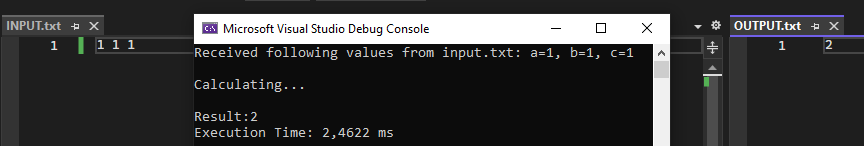 INPUT.txt
1 1 1 1
Microsoft Visual Studio Debug Console
Received following values from input.txt: a=1, b=1, c=1
Calculating...
Result:2
Execution Time: 2,4622 ms
OUTPUT.txt
1 2